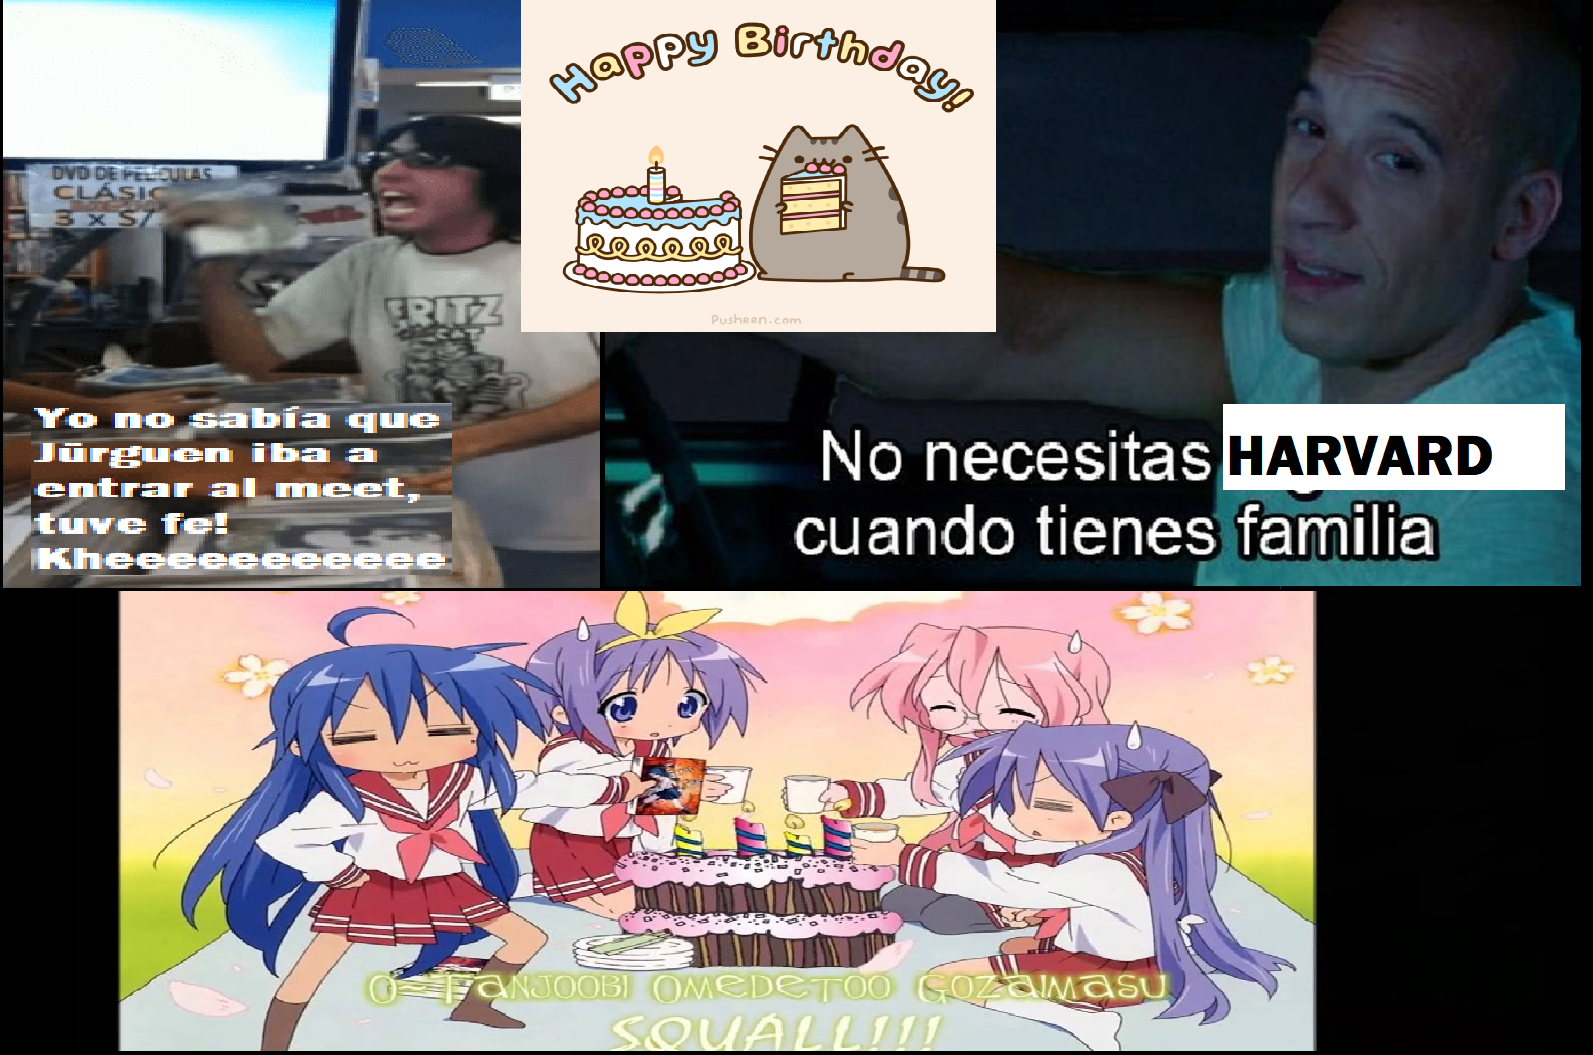 Happy Birthday!
Pusheen.com
DVD DE PELÍCULAS
CLÁSIC
3 x S/
FRITZ
Yo no sabía que
Jürguen iba a
entrar al meet,
tuve fe!
Kheeeeeeeeeeee
No necesitas HARVARD
cuando tienes familia
O~TANJOOBI OMEDETOO GOZAIMASU
SQUALL!!!